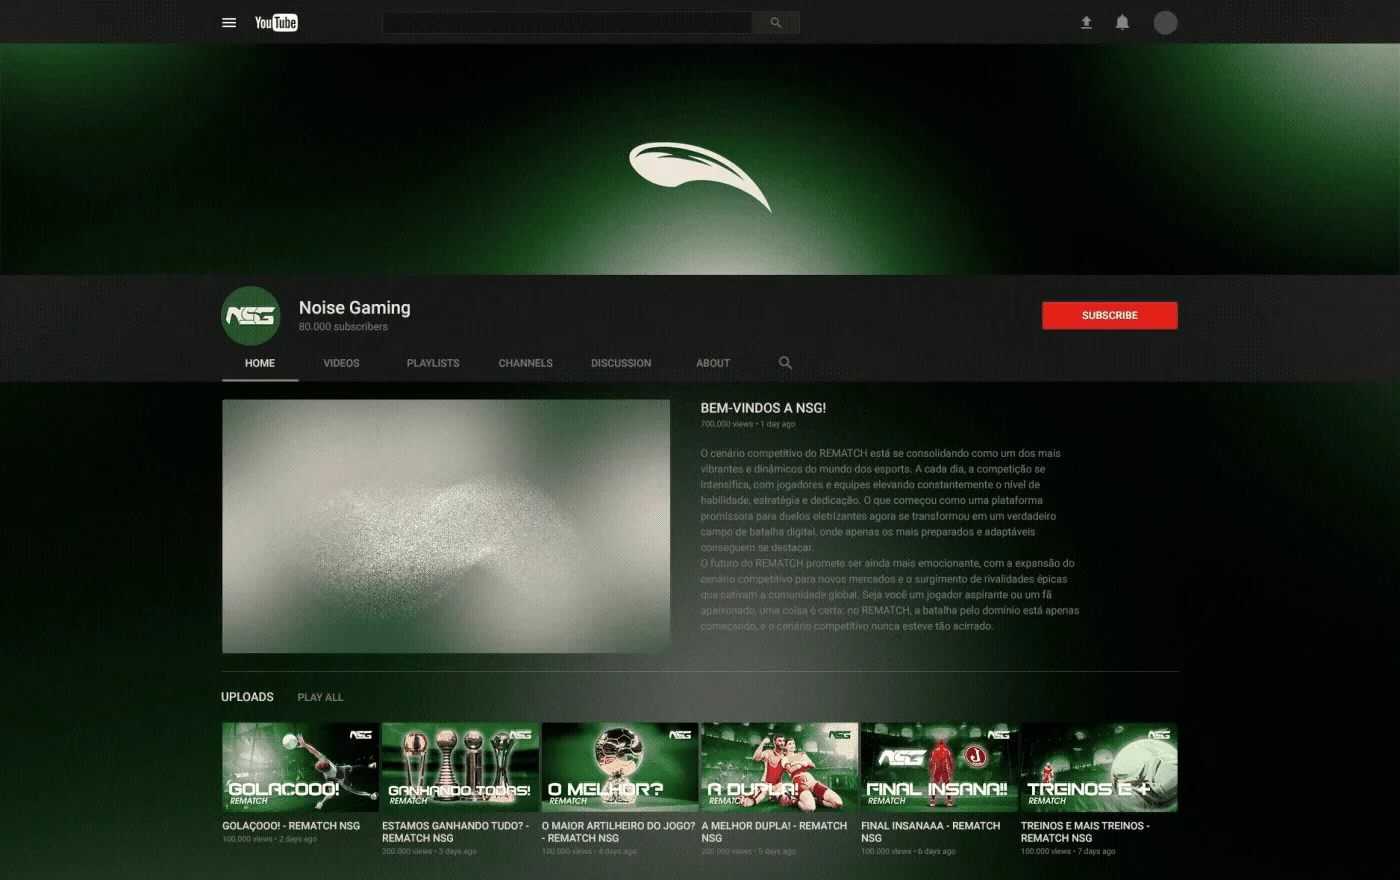 YouTube
NSG
Noise Gaming
80.000 subscribers
SUBSCRIBE
HOME VIDEOS PLAYLISTS CHANNELS DISCUSSION ABOUT
BEM-VINDOS A NSG!
700.000 views • 1 day ago
O cenário competitivo do REMATCH está se consolidando como um dos mais
vibrantes e dinâmicos do mundo dos esports. A cada dia, a competição se
intensifica, com jogadores e equipes elevando constantemente o nível de
habilidade, estratégia e dedicação. O que começou como uma plataforma
promissora para duelos eletrizantes agora se transformou em um verdadeiro
campo de batalha digital, onde apenas os mais preparados e adaptáveis
conseguem se destacar.
O futuro do REMATCH promete ser ainda mais emocionante, com a expansão do
cenário competitivo para novos mercados e o surgimento de rivalidades épicas
que cativam a comunidade global. Seja você um jogador aspirante ou um fã
apaixonado, uma coisa é certa: no REMATCH, a batalha pelo domínio está apenas
começando, e o cenário competitivo nunca esteve tão acirrado.
UPLOADS PLAY ALL
NSG
GOLACOOO!
REMATCH
NSG
GANHANDO TODAS!
REMATCH
NSG
O MELHOR?
REMATCH
NSG
A DUPLA!
REMATCH
NSG
NSG
J
FINAL INSANA!!
REMATCH
NSG
TREINOS E +
REMATCH
GOLAÇOOO! - REMATCH NSG
100.000 views • 2 days ago
ESTAMOS GANHANDO TUDO? -
REMATCH NSG
200.000 views • 3 days ago
O MAIOR ARTILHEIRO DO JOGO?
- REMATCH NSG
100.000 views • 4 days ago
A MELHOR DUPLA! - REMATCH
NSG
200.000 views • 5 days ago
FINAL INSANAAA - REMATCH
NSG
100.000 views • 6 days ago
TREINOS E MAIS TREINOS -
REMATCH NSG
100.000 views • 7 days ago